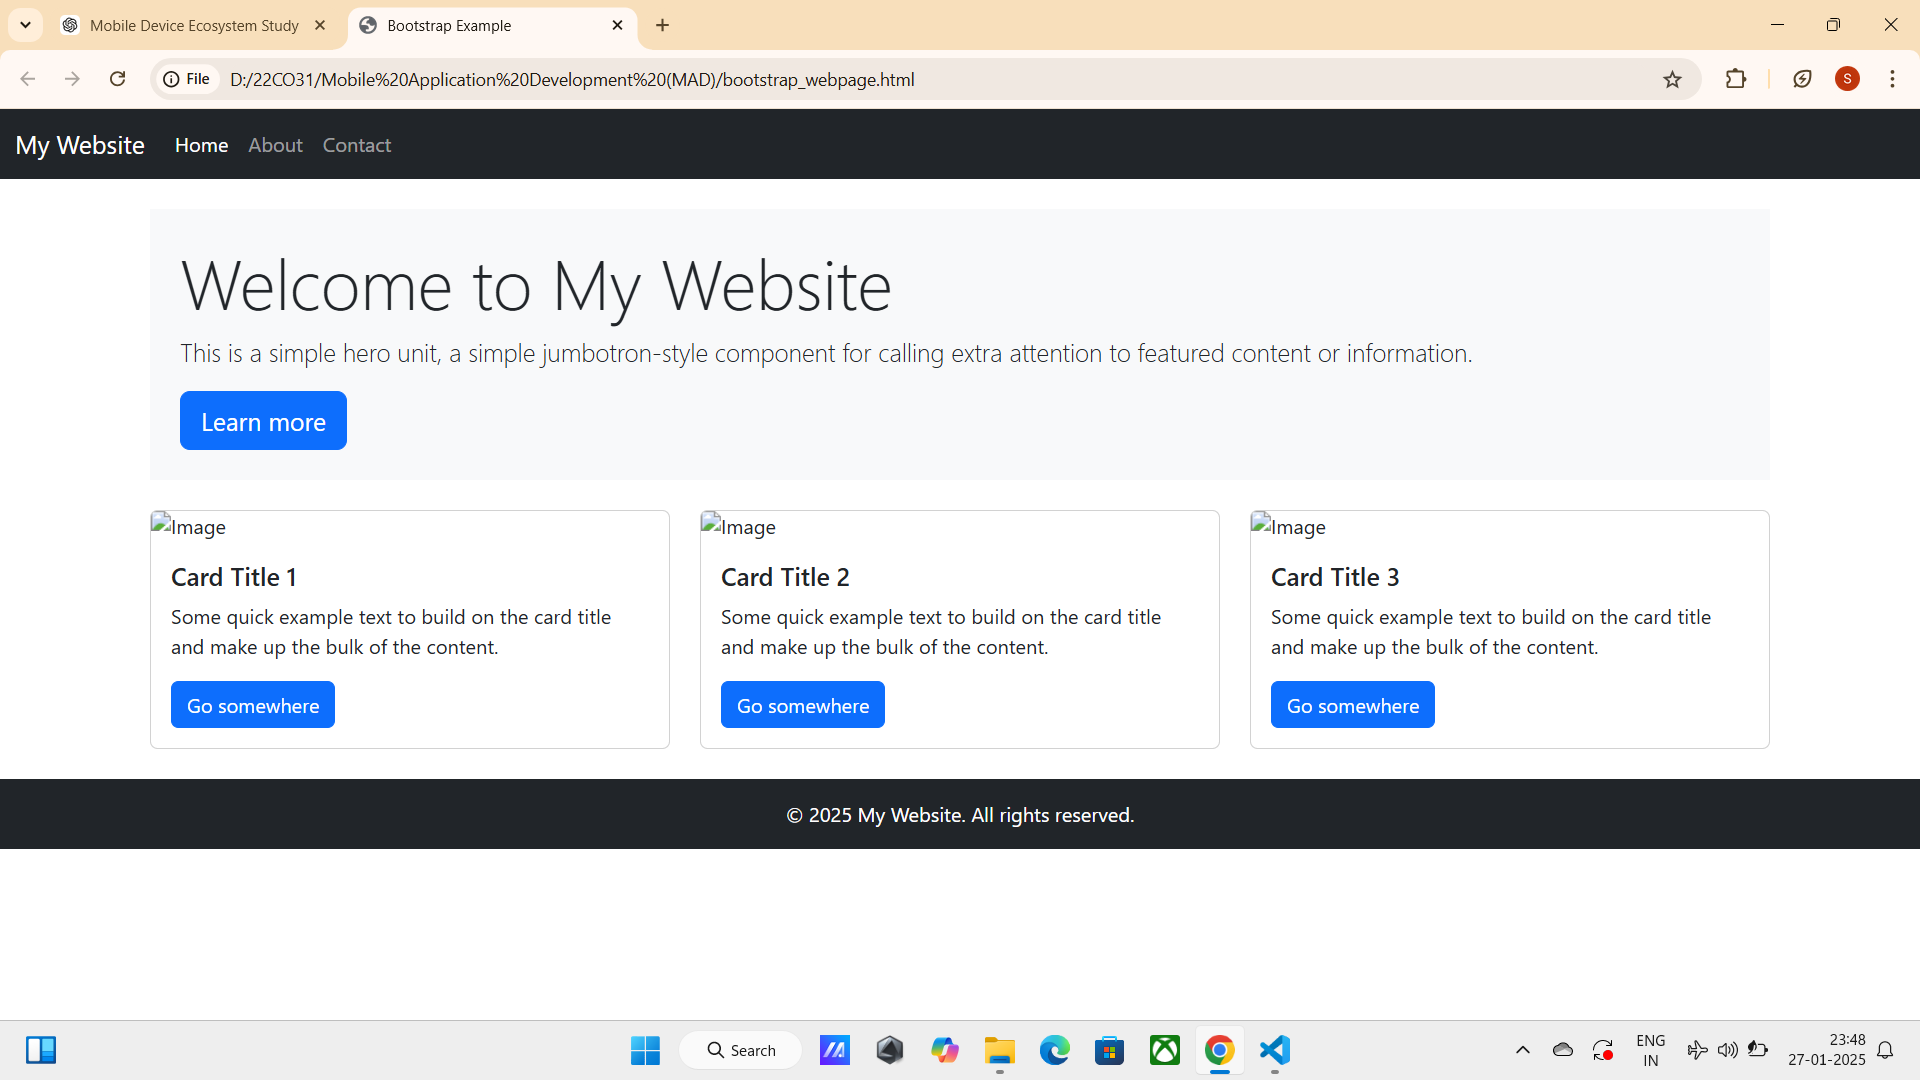 Mobile Device Ecosystem Study
Bootstrap Example
File
D:/22CO31/Mobile%20Application%20Development%20(MAD)/bootstrap_webpage.html
S
My Website
Home
About
Contact
Welcome to My Website
This is a simple hero unit, a simple jumbotron-style component for calling extra attention to featured content or information.
Learn more
Image
Card Title 1
Some quick example text to build on the card title
and make up the bulk of the content.
Go somewhere
Image
Card Title 2
Some quick example text to build on the card title
and make up the bulk of the content.
Go somewhere
Image
Card Title 3
Some quick example text to build on the card title
and make up the bulk of the content.
Go somewhere
© 2025 My Website. All rights reserved.
Search
ENG
IN
23:48
27-01-2025